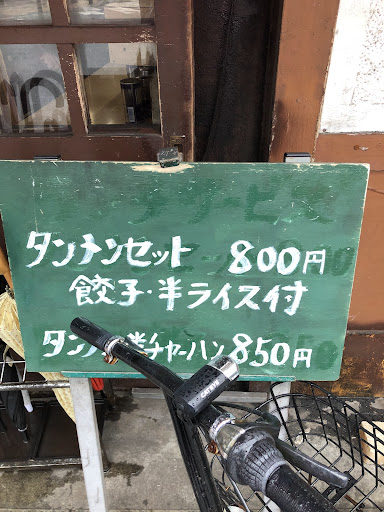 タンナンセット 800円
餃子・半ライス付
タン 半チャーハン 850円